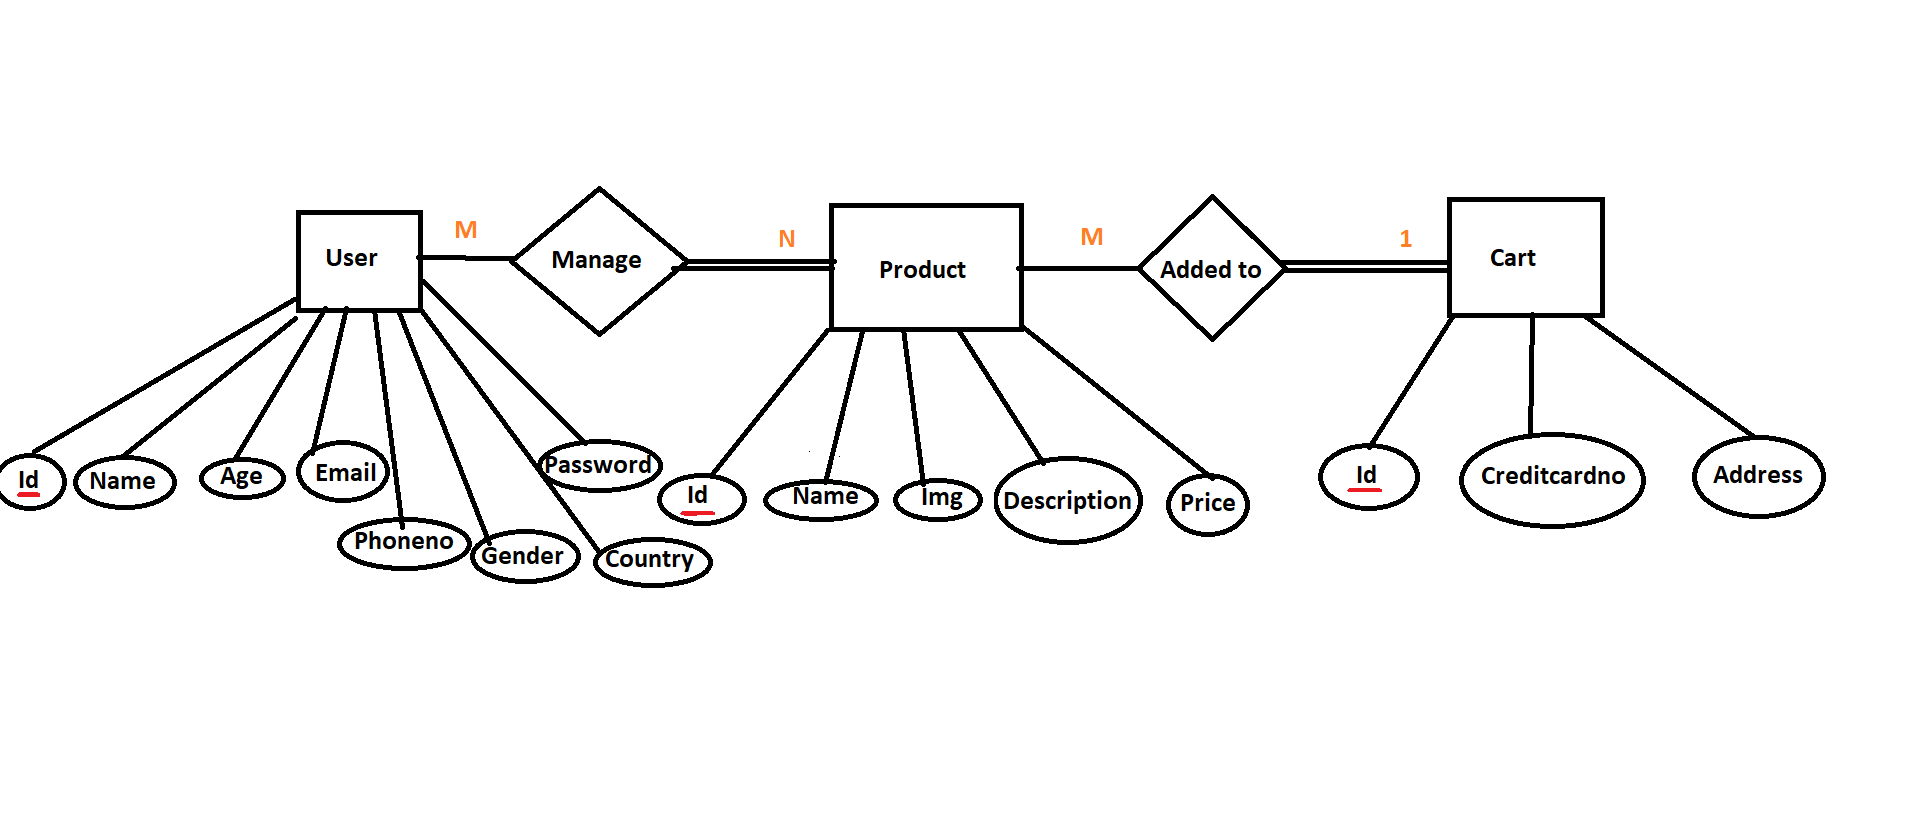 User
M
Manage
N
Product
M
Added to
1
Cart
Id
Name
Age
Email
Phoneno
Gender
Country
Password
Id
Name
Img
Description
Price
Id
Creditcardno
Address